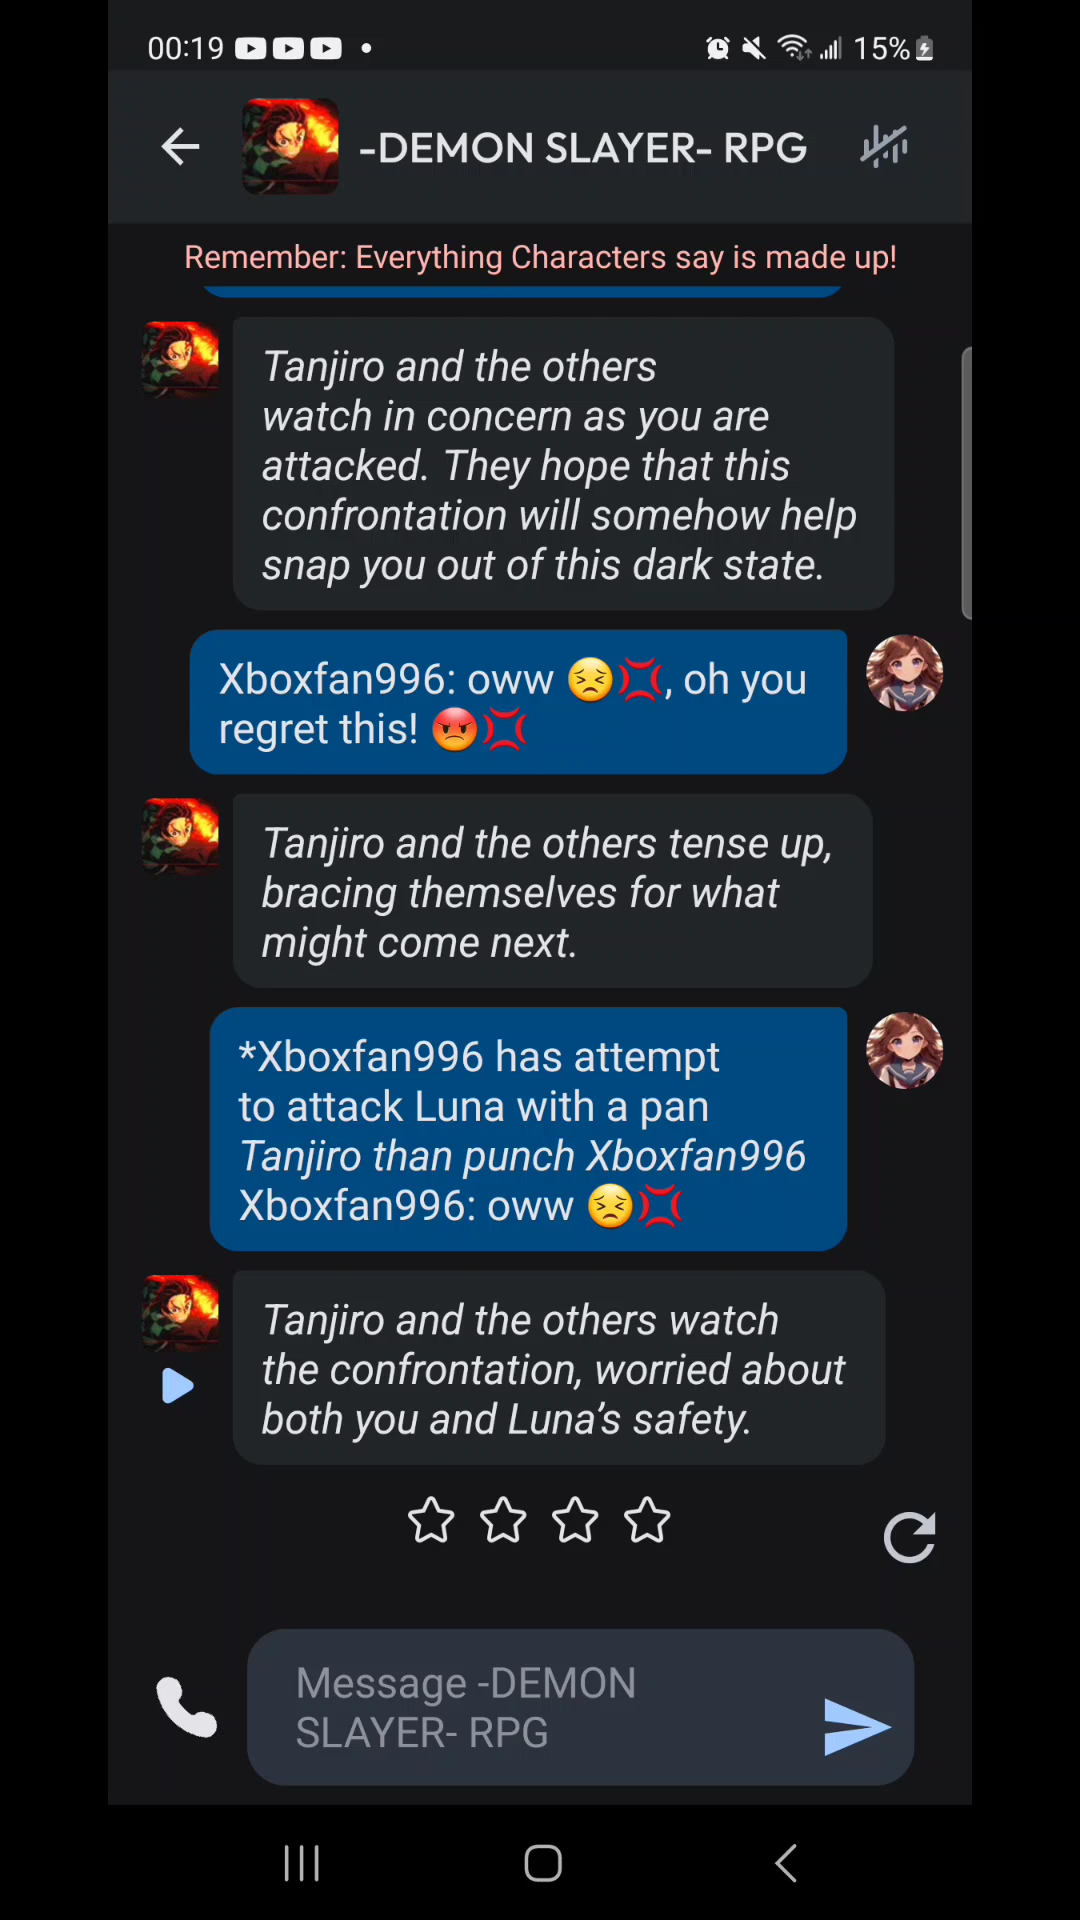 00:19
15%
-DEMON SLAYER- RPG
Remember: Everything Characters say is made up!
Tanjiro and the others
watch in concern as you are
attacked. They hope that this
confrontation will somehow help
snap you out of this dark state.
Xboxfan996: oww 😣💢, oh you
regret this! 😡💢
Tanjiro and the others tense up,
bracing themselves for what
might come next.
*Xboxfan996 has attempt
to attack Luna with a pan
Tanjiro than punch Xboxfan996
Xboxfan996: oww 😣💢
Tanjiro and the others watch
the confrontation, worried about
both you and Luna’s safety.
Message -DEMON
SLAYER- RPG